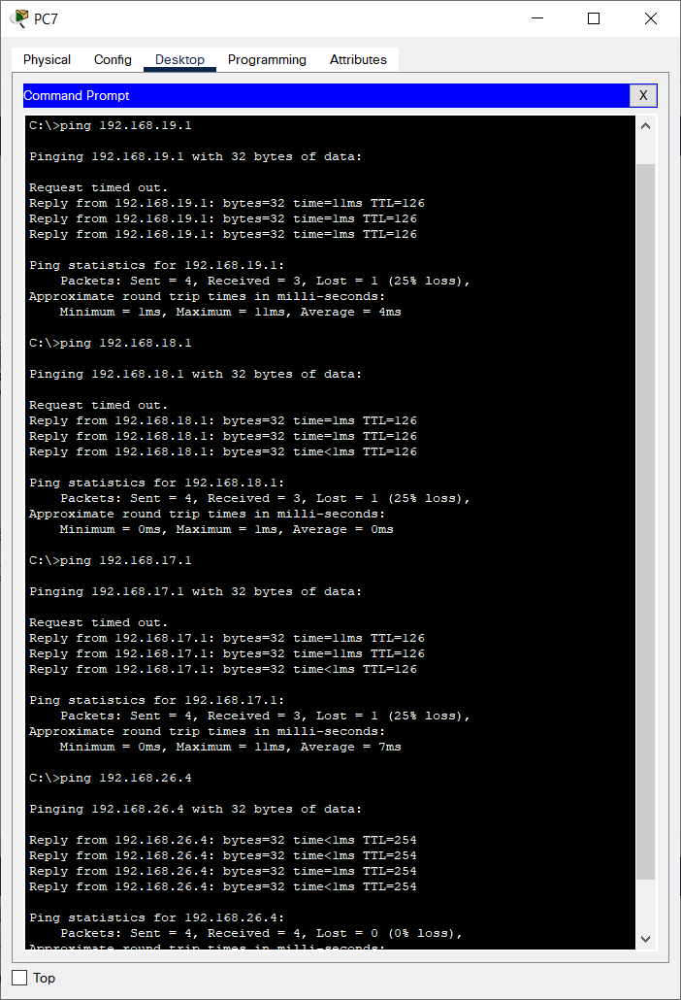 PC7
Physical Config Desktop Programming Attributes
Command Prompt X
C:\>ping 192.168.19.1
Pinging 192.168.19.1 with 32 bytes of data:
Request timed out.
Reply from 192.168.19.1: bytes=32 time=11ms TTL=126
Reply from 192.168.19.1: bytes=32 time=1ms TTL=126
Reply from 192.168.19.1: bytes=32 time=1ms TTL=126
Ping statistics for 192.168.19.1:
Packets: Sent = 4, Received = 3, Lost = 1 (25% loss),
Approximate round trip times in milli-seconds:
Minimum = 1ms, Maximum = 11ms, Average = 4ms
C:\>ping 192.168.18.1
Pinging 192.168.18.1 with 32 bytes of data:
Request timed out.
Reply from 192.168.18.1: bytes=32 time=1ms TTL=126
Reply from 192.168.18.1: bytes=32 time=1ms TTL=126
Reply from 192.168.18.1: bytes=32 time<1ms TTL=126
Ping statistics for 192.168.18.1:
Packets: Sent = 4, Received = 3, Lost = 1 (25% loss),
Approximate round trip times in milli-seconds:
Minimum = 0ms, Maximum = 1ms, Average = 0ms
C:\>ping 192.168.17.1
Pinging 192.168.17.1 with 32 bytes of data:
Request timed out.
Reply from 192.168.17.1: bytes=32 time=11ms TTL=126
Reply from 192.168.17.1: bytes=32 time=11ms TTL=126
Reply from 192.168.17.1: bytes=32 time<1ms TTL=126
Ping statistics for 192.168.17.1:
Packets: Sent = 4, Received = 3, Lost = 1 (25% loss),
Approximate round trip times in milli-seconds:
Minimum = 0ms, Maximum = 11ms, Average = 7ms
C:\>ping 192.168.26.4
Pinging 192.168.26.4 with 32 bytes of data:
Reply from 192.168.26.4: bytes=32 time<1ms TTL=254
Reply from 192.168.26.4: bytes=32 time<1ms TTL=254
Reply from 192.168.26.4: bytes=32 time=1ms TTL=254
Reply from 192.168.26.4: bytes=32 time<1ms TTL=254
Ping statistics for 192.168.26.4:
Packets: Sent = 4, Received = 4, Lost = 0 (0% loss),
Approximate round trip times in milli-seconds:
Top